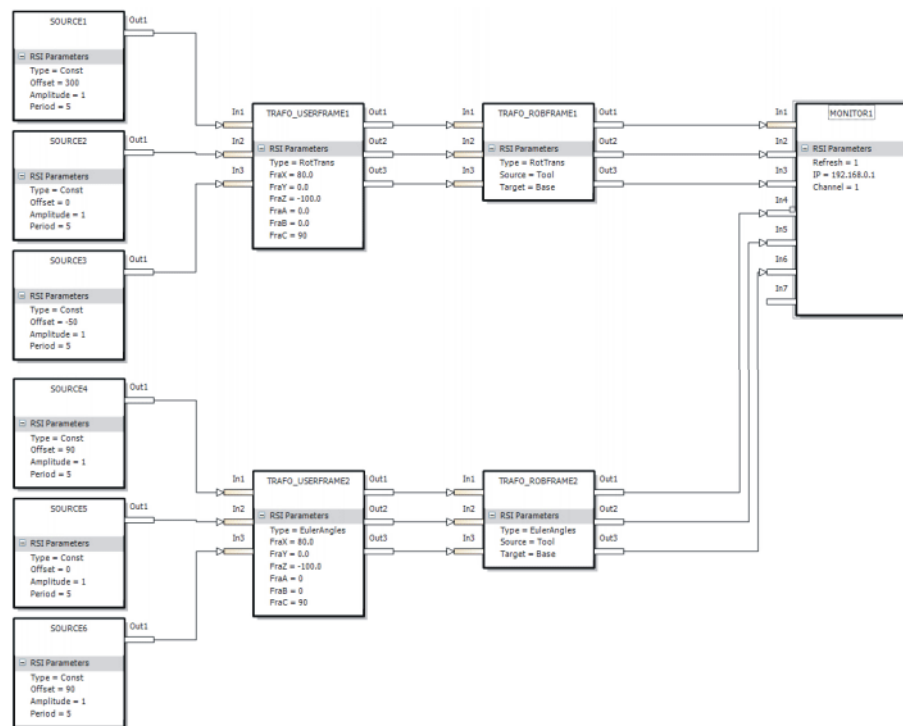 SOURCE1
Out1
RSI Parameters
Type = Const
Offset = 300
Amplitude = 1
Period = 5
SOURCE2
Out1
RSI Parameters
Type = Const
Offset = 0
Amplitude = 1
Period = 5
SOURCE3
Out1
RSI Parameters
Type = Const
Offset = -50
Amplitude = 1
Period = 5
In1
In2
In3
TRAFO_USERFRAME1
RSI Parameters
Type = RotTrans
FraX = 80.0
FraY = 0.0
FraZ = -100.0
FraA = 0.0
FraB = 0.0
FraC = 90
Out1
Out2
Out3
In1
In2
In3
TRAFO_ROBFRAME1
RSI Parameters
Type = RotTrans
Source = Tool
Target = Base
Out1
Out2
Out3
In1
In2
In3
In4
In5
In6
In7
MONITOR1
RSI Parameters
Refresh = 1
IP = 192.168.0.1
Channel = 1
SOURCE4
Out1
RSI Parameters
Type = Const
Offset = 90
Amplitude = 1
Period = 5
SOURCE5
Out1
RSI Parameters
Type = Const
Offset = 0
Amplitude = 1
Period = 5
SOURCE6
Out1
RSI Parameters
Type = Const
Offset = 90
Amplitude = 1
Period = 5
In1
In2
In3
TRAFO_USERFRAME2
RSI Parameters
Type = EulerAngles
FraX = 80.0
FraY = 0.0
FraZ = -100.0
FraA = 0
FraB = 0
FraC = 90
Out1
Out2
Out3
In1
In2
In3
TRAFO_ROBFRAME2
RSI Parameters
Type = EulerAngles
Source = Tool
Target = Base
Out1
Out2
Out3